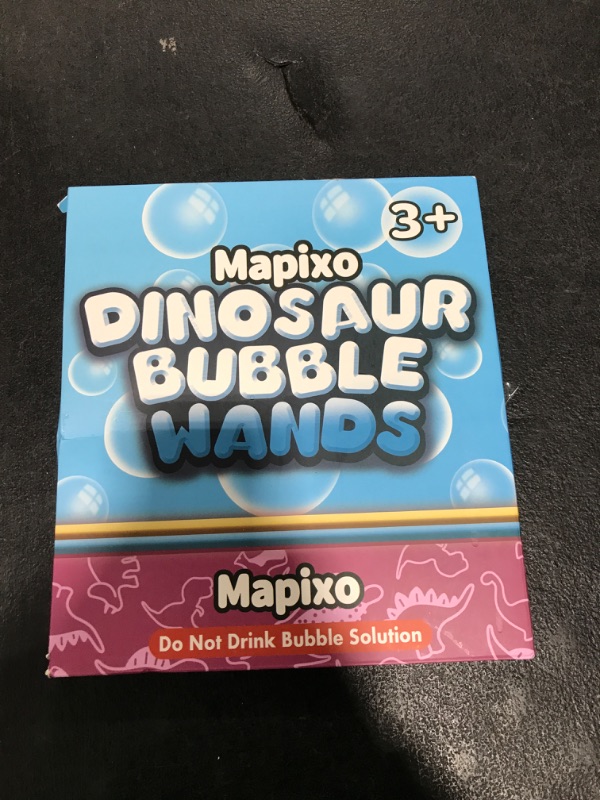 3+
Mapixo
DINOSAUR
BUBBLE
WANDS
Mapixo
Do Not Drink Bubble Solution